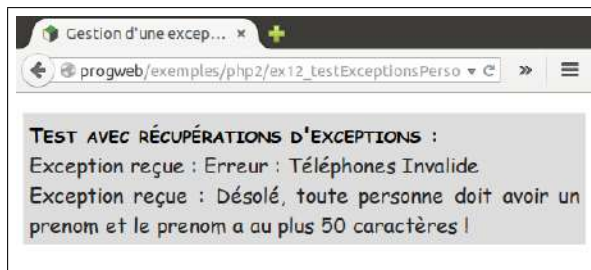 Gestion d'une excep... ×
progweb/exemples/php2/ex12_testExceptionsPerso
TEST AVEC RÉCUPÉRATIONS D'EXCEPTIONS :
Exception reçue : Erreur : Téléphones Invalide
Exception reçue : Désolé, toute personne doit avoir un
prenom et le prenom a au plus 50 caractères !